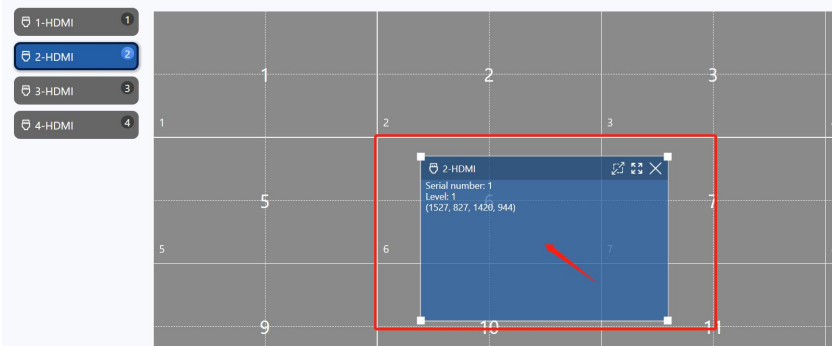 1-HDMI 1
2-HDMI 2
3-HDMI 3
4-HDMI 4
1 2 3
1 2 3
2-HDMI
Serial number: 1
Level: 1
(1527, 827, 1420, 944)
5 6 7
5 6 7
9 10 11